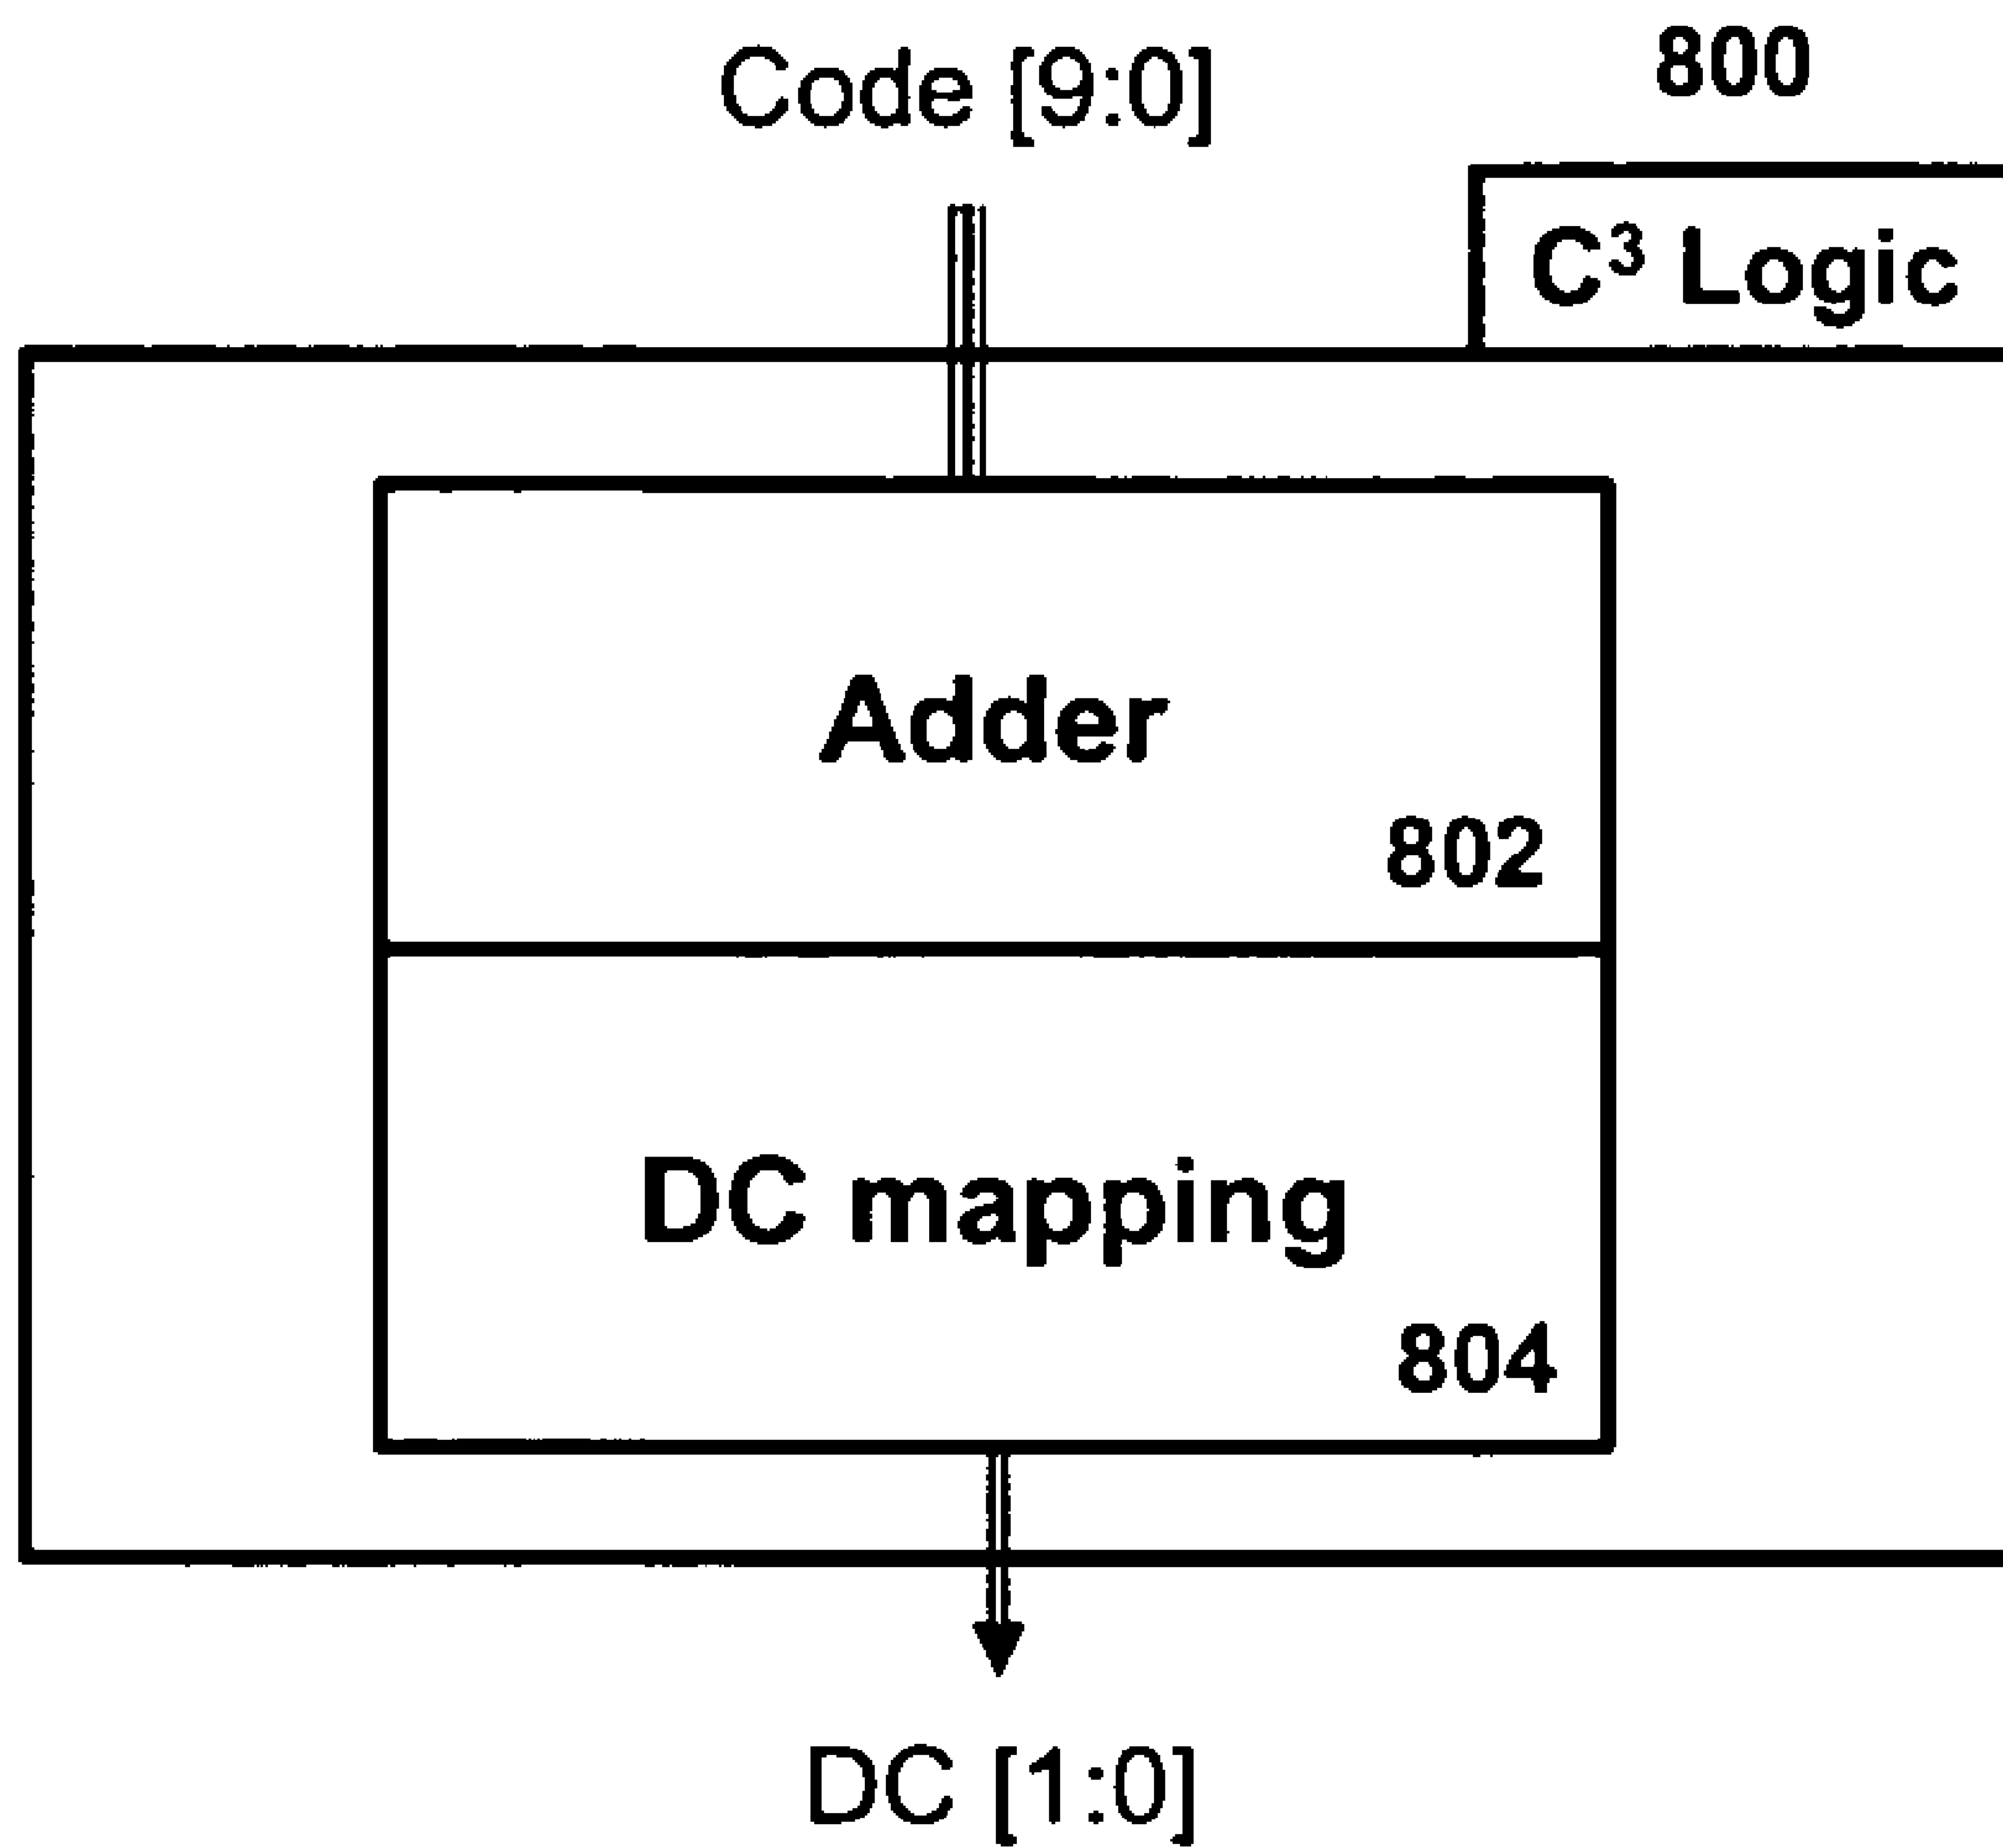 Code [9:0]
800
C³ Logic
Adder
802
DC mapping
804
DC [1:0]